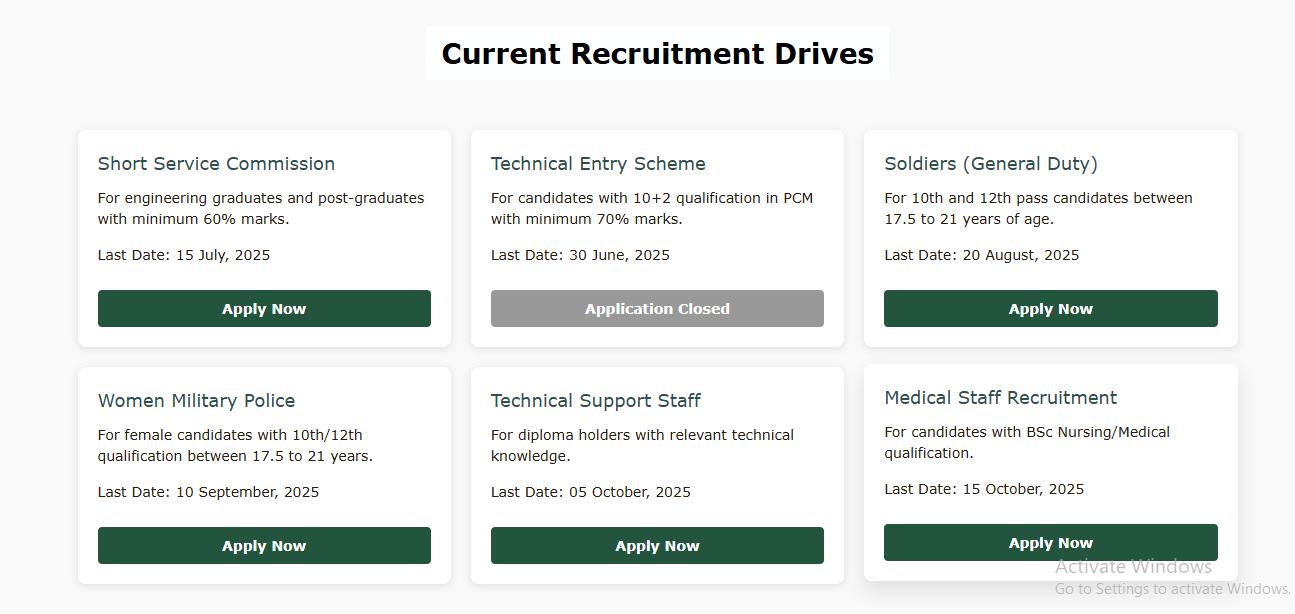 Current Recruitment Drives
Short Service Commission
For engineering graduates and post-graduates
with minimum 60% marks.
Last Date: 15 July, 2025
Apply Now
Technical Entry Scheme
For candidates with 10+2 qualification in PCM
with minimum 70% marks.
Last Date: 30 June, 2025
Application Closed
Soldiers (General Duty)
For 10th and 12th pass candidates between
17.5 to 21 years of age.
Last Date: 20 August, 2025
Apply Now
Women Military Police
For female candidates with 10th/12th
qualification between 17.5 to 21 years.
Last Date: 10 September, 2025
Apply Now
Technical Support Staff
For diploma holders with relevant technical
knowledge.
Last Date: 05 October, 2025
Apply Now
Medical Staff Recruitment
For candidates with BSc Nursing/Medical
qualification.
Last Date: 15 October, 2025
Apply Now
Activate Windows
Go to Settings to activate Windows.